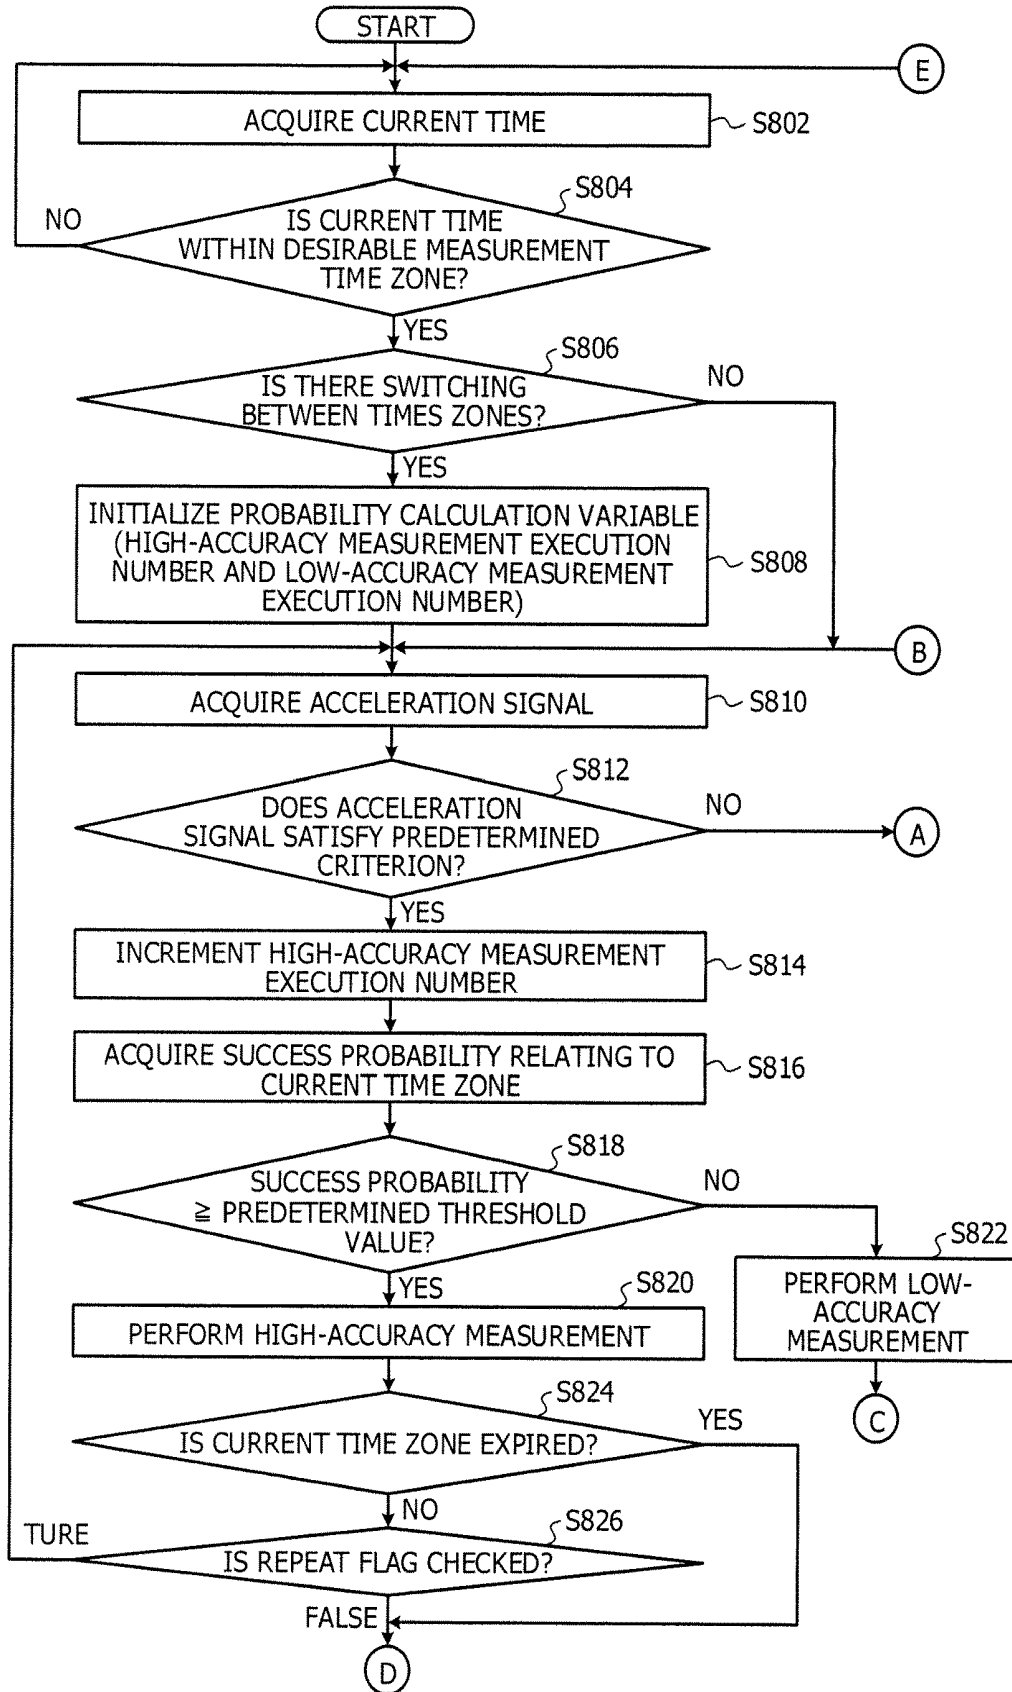 START
E
ACQUIRE CURRENT TIME
S802
S804
NO
IS CURRENT TIME
WITHIN DESIRABLE MEASUREMENT
TIME ZONE?
YES
S806
NO
IS THERE SWITCHING
BETWEEN TIMES ZONES?
YES
INITIALIZE PROBABILITY CALCULATION VARIABLE
(HIGH-ACCURACY MEASUREMENT EXECUTION
NUMBER AND LOW-ACCURACY MEASUREMENT
EXECUTION NUMBER)
S808
B
ACQUIRE ACCELERATION SIGNAL
S810
S812
NO
DOES ACCELERATION
SIGNAL SATISFY PREDETERMINED
CRITERION?
A
YES
INCREMENT HIGH-ACCURACY MEASUREMENT
EXECUTION NUMBER
S814
ACQUIRE SUCCESS PROBABILITY RELATING TO
CURRENT TIME ZONE
S816
S818
NO
SUCCESS PROBABILITY
≧ PREDETERMINED THRESHOLD
VALUE?
S822
YES
S820
PERFORM LOW-
ACCURACY
MEASUREMENT
PERFORM HIGH-ACCURACY MEASUREMENT
C
S824
YES
IS CURRENT TIME ZONE EXPIRED?
NO
S826
TURE
IS REPEAT FLAG CHECKED?
FALSE
D